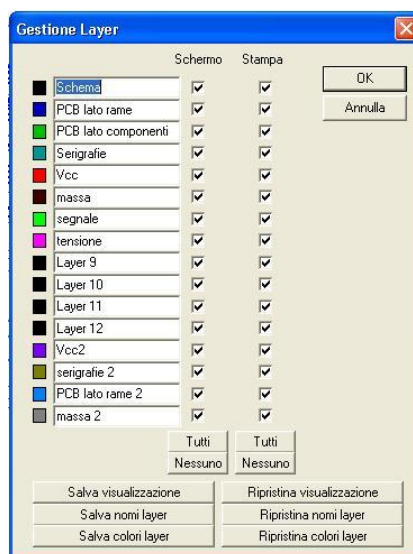 Gestione Layer
Schermo Stampa
Schema
PCB lato rame
PCB lato componenti
Serigrafie
Vcc
massa
segnale
tensione
Layer 9
Layer 10
Layer 11
Layer 12
Vcc2
serigrafie 2
PCB lato rame 2
massa 2
OK
Annulla
Tutti Tutti
Nessuno Nessuno
Salva visualizzazione Ripristina visualizzazione
Salva nomi layer Ripristina nomi layer
Salva colori layer Ripristina colori layer